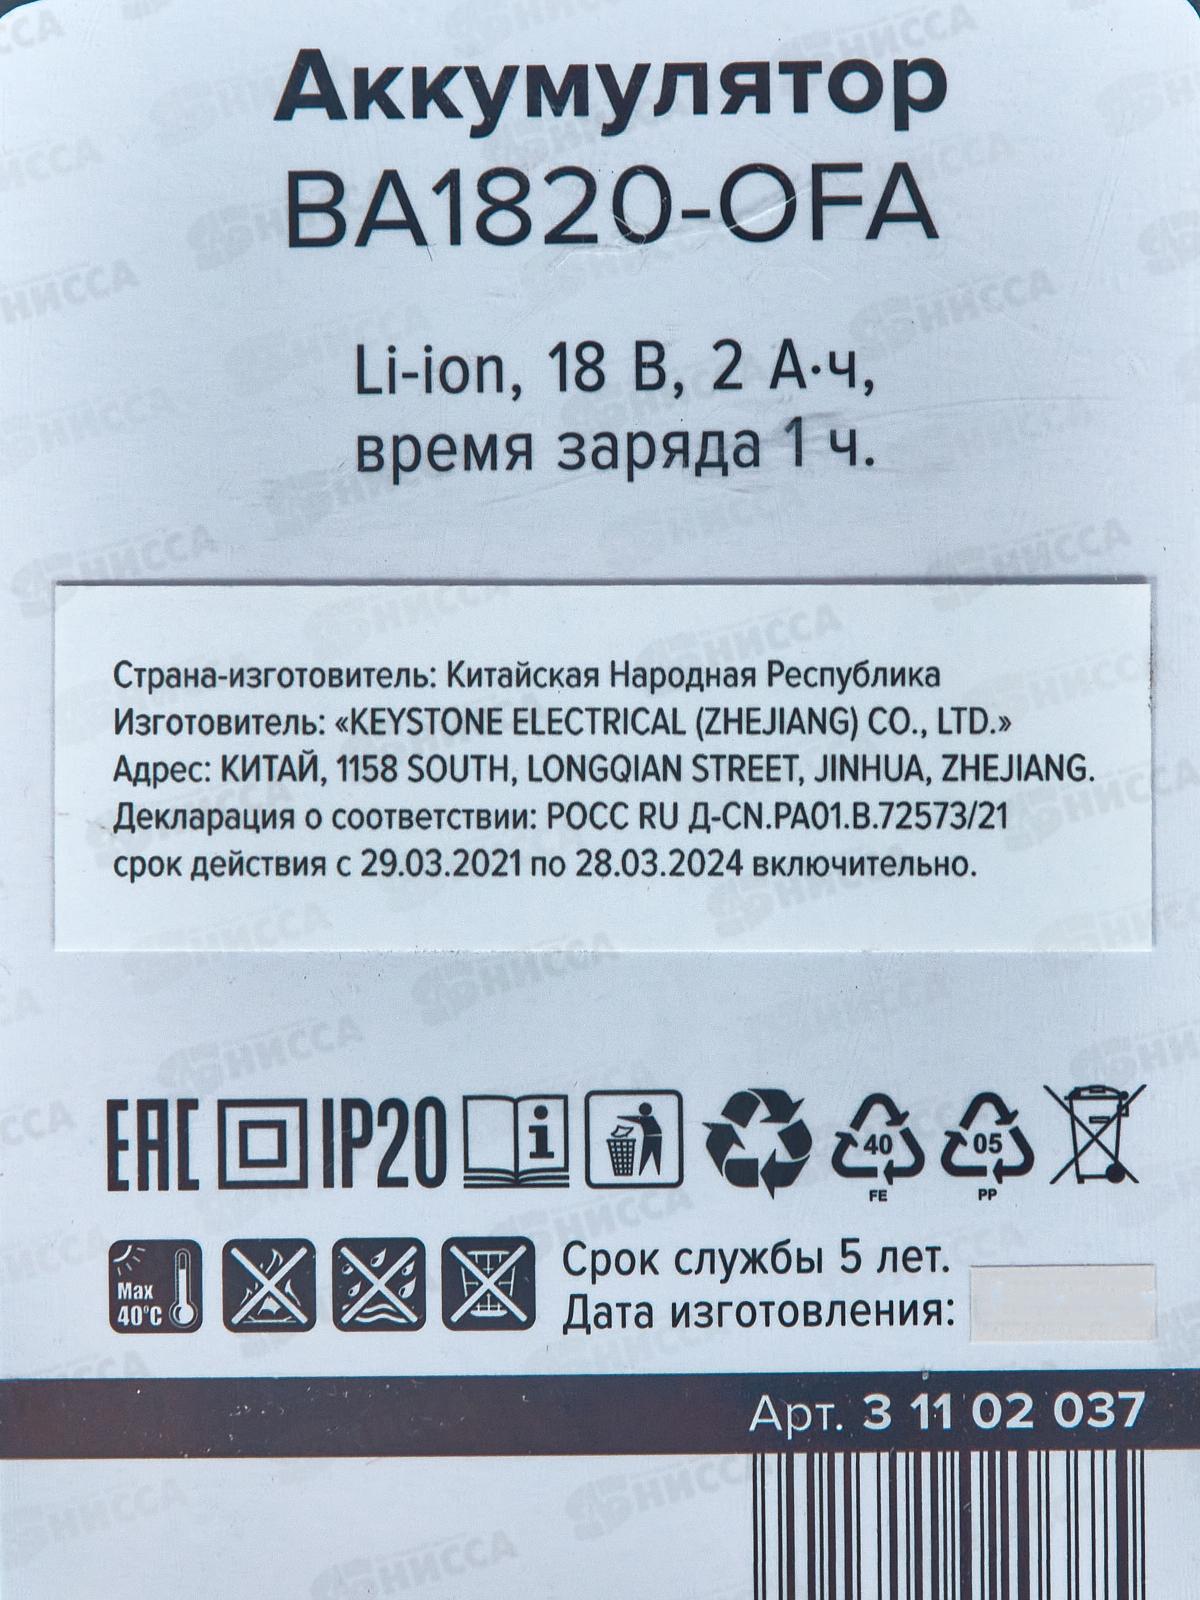 Аккумулятор
BA1820-OFA
Li-ion, 18 В, 2 А·ч,
время заряда 1 ч.
Страна-изготовитель: Китайская Народная Республика
Изготовитель: «KEYSTONE ELECTRICAL (ZHEJIANG) CO., LTD.»
Адрес: КИТАЙ, 1158 SOUTH, LONGQIAN STREET, JINHUA, ZHEJIANG.
Декларация о соответствии: РОСС RU Д-CN.РА01.В.72573/21
срок действия с 29.03.2021 по 28.03.2024 включительно.
EAC IP20 i 40 FE 05 PP
Max
40°C
Срок службы 5 лет.
Дата изготовления:
Арт. 3 11 02 037
НИССА